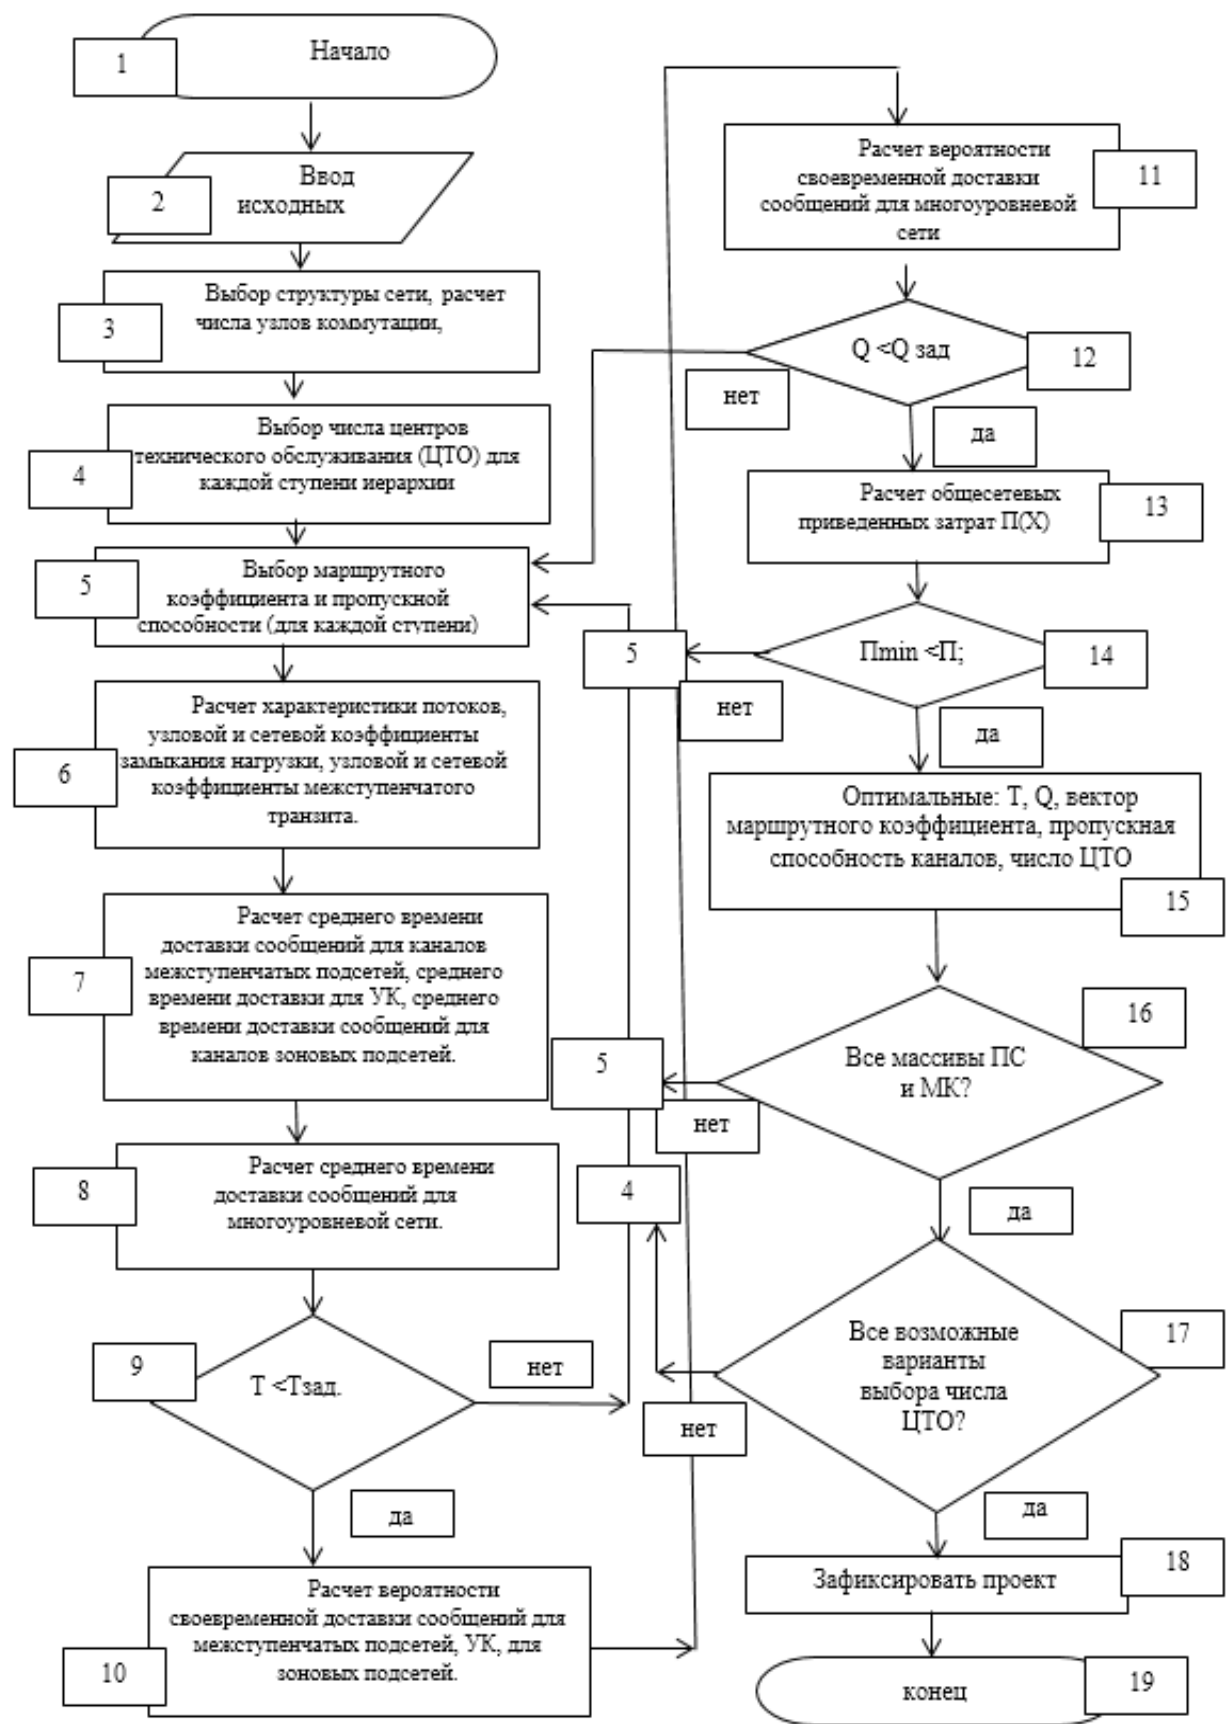 1
Начало
2
Ввод
исходных
3
Выбор структуры сети, расчет
числа узлов коммутации,
4
Выбор числа центров
технического обслуживания (ЦТО) для
каждой ступени иерархии
5
Выбор маршрутного
коэффициента и пропускной
способности (для каждой ступени)
6
Расчет характеристики потоков,
узловой и сетевой коэффициенты
замыкания нагрузки, узловой и сетевой
коэффициенты межступенчатого
транзита.
7
Расчет среднего времени
доставки сообщений для каналов
межступенчатых подсетей, среднего
времени доставки для УК, среднего
времени доставки сообщений для
каналов зоновых подсетей.
8
Расчет среднего времени
доставки сообщений для
многоуровневой сети.
9
T <Тзад.
нет
да
10
Расчет вероятности
своевременной доставки сообщений для
межступенчатых подсетей, УК, для
зоновых подсетей.
11
Расчет вероятности
своевременной доставки
сообщений для многоуровневой
сети
12
Q <Q зад
нет
да
13
Расчет общесетевых
приведенных затрат П(Х)
14
Пmin <П;
5
нет
да
Оптимальные: T, Q, вектор
маршрутного коэффициента, пропускная
способность каналов, число ЦТО
15
16
Все массивы ПС
и МК?
5
нет
да
4
17
Все возможные
варианты
выбора числа
ЦТО?
нет
да
18
Зафиксировать проект
19
конец